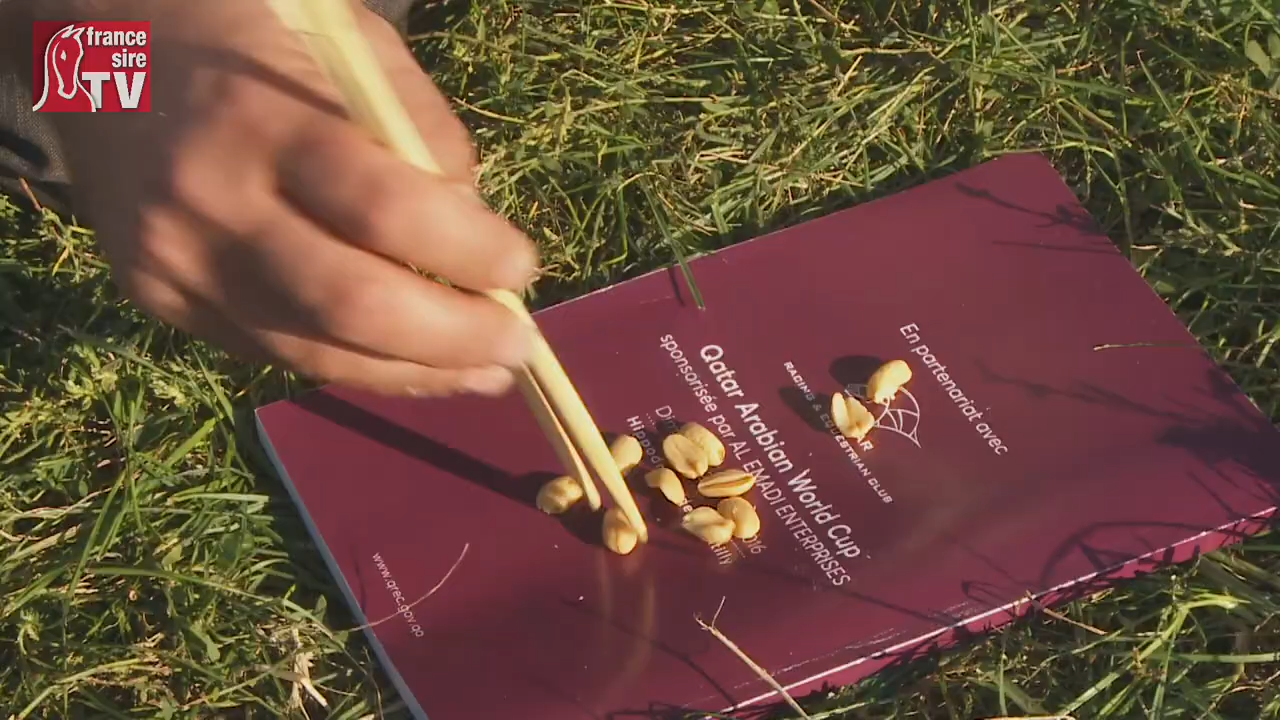 france
sire
TV
En partenariat avec
RACING & EQUESTRIAN CLUB
Qatar Arabian World Cup
sponsorisée par AL EMADI ENTERPRISES
www.qrec.gov.qa